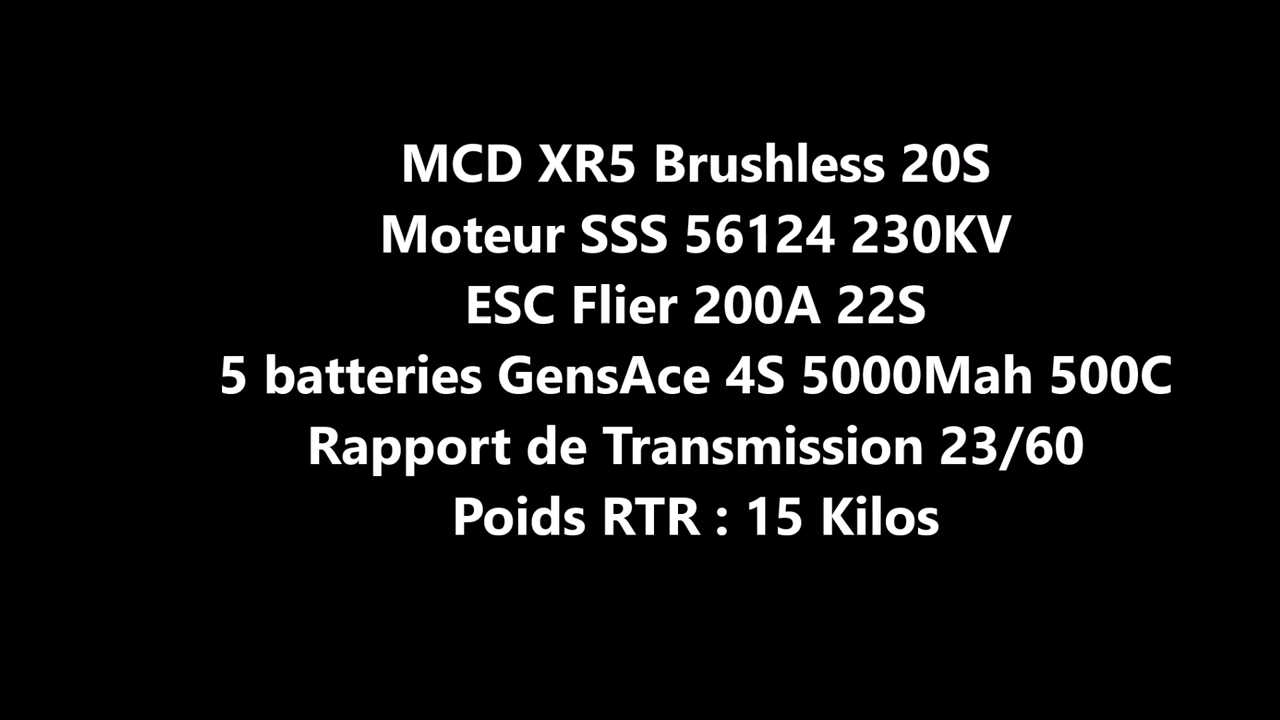 MCD XR5 Brushless 20S
Moteur SSS 56124 230KV
ESC Flier 200A 22S
5 batteries GensAce 4S 5000Mah 500C
Rapport de Transmission 23/60
Poids RTR : 15 Kilos